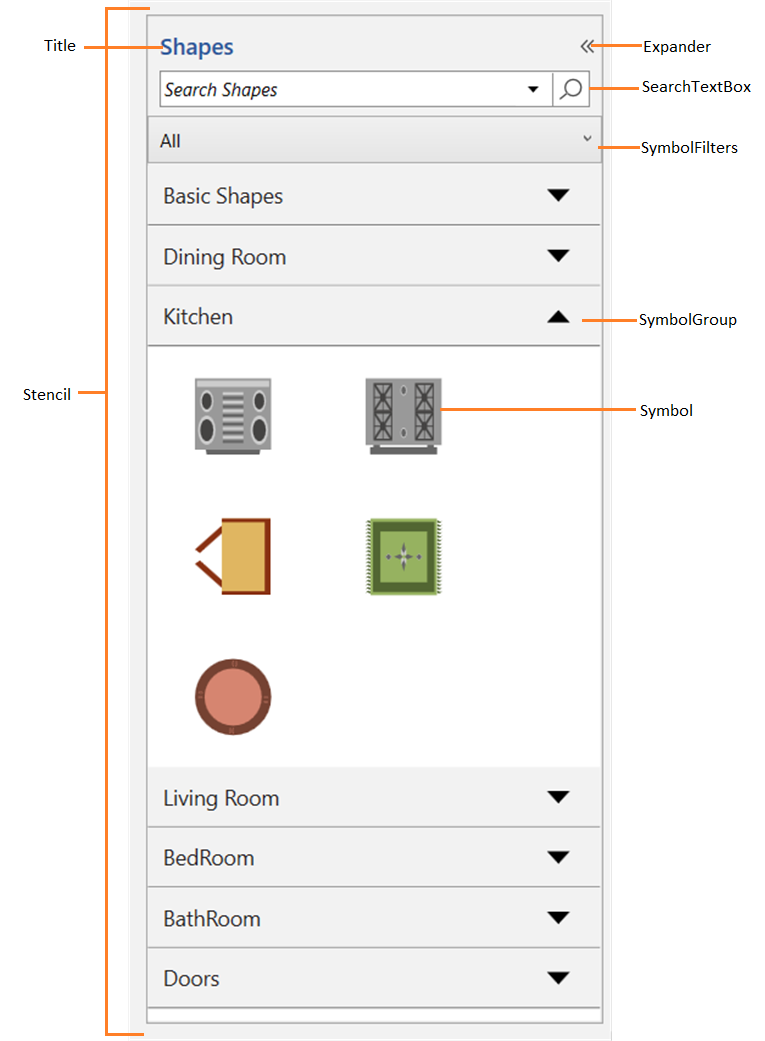 Title
Shapes
Expander
Search Shapes
SearchTextBox
All
SymbolFilters
Basic Shapes
Dining Room
Kitchen
SymbolGroup
Stencil
Symbol
Living Room
BedRoom
BathRoom
Doors